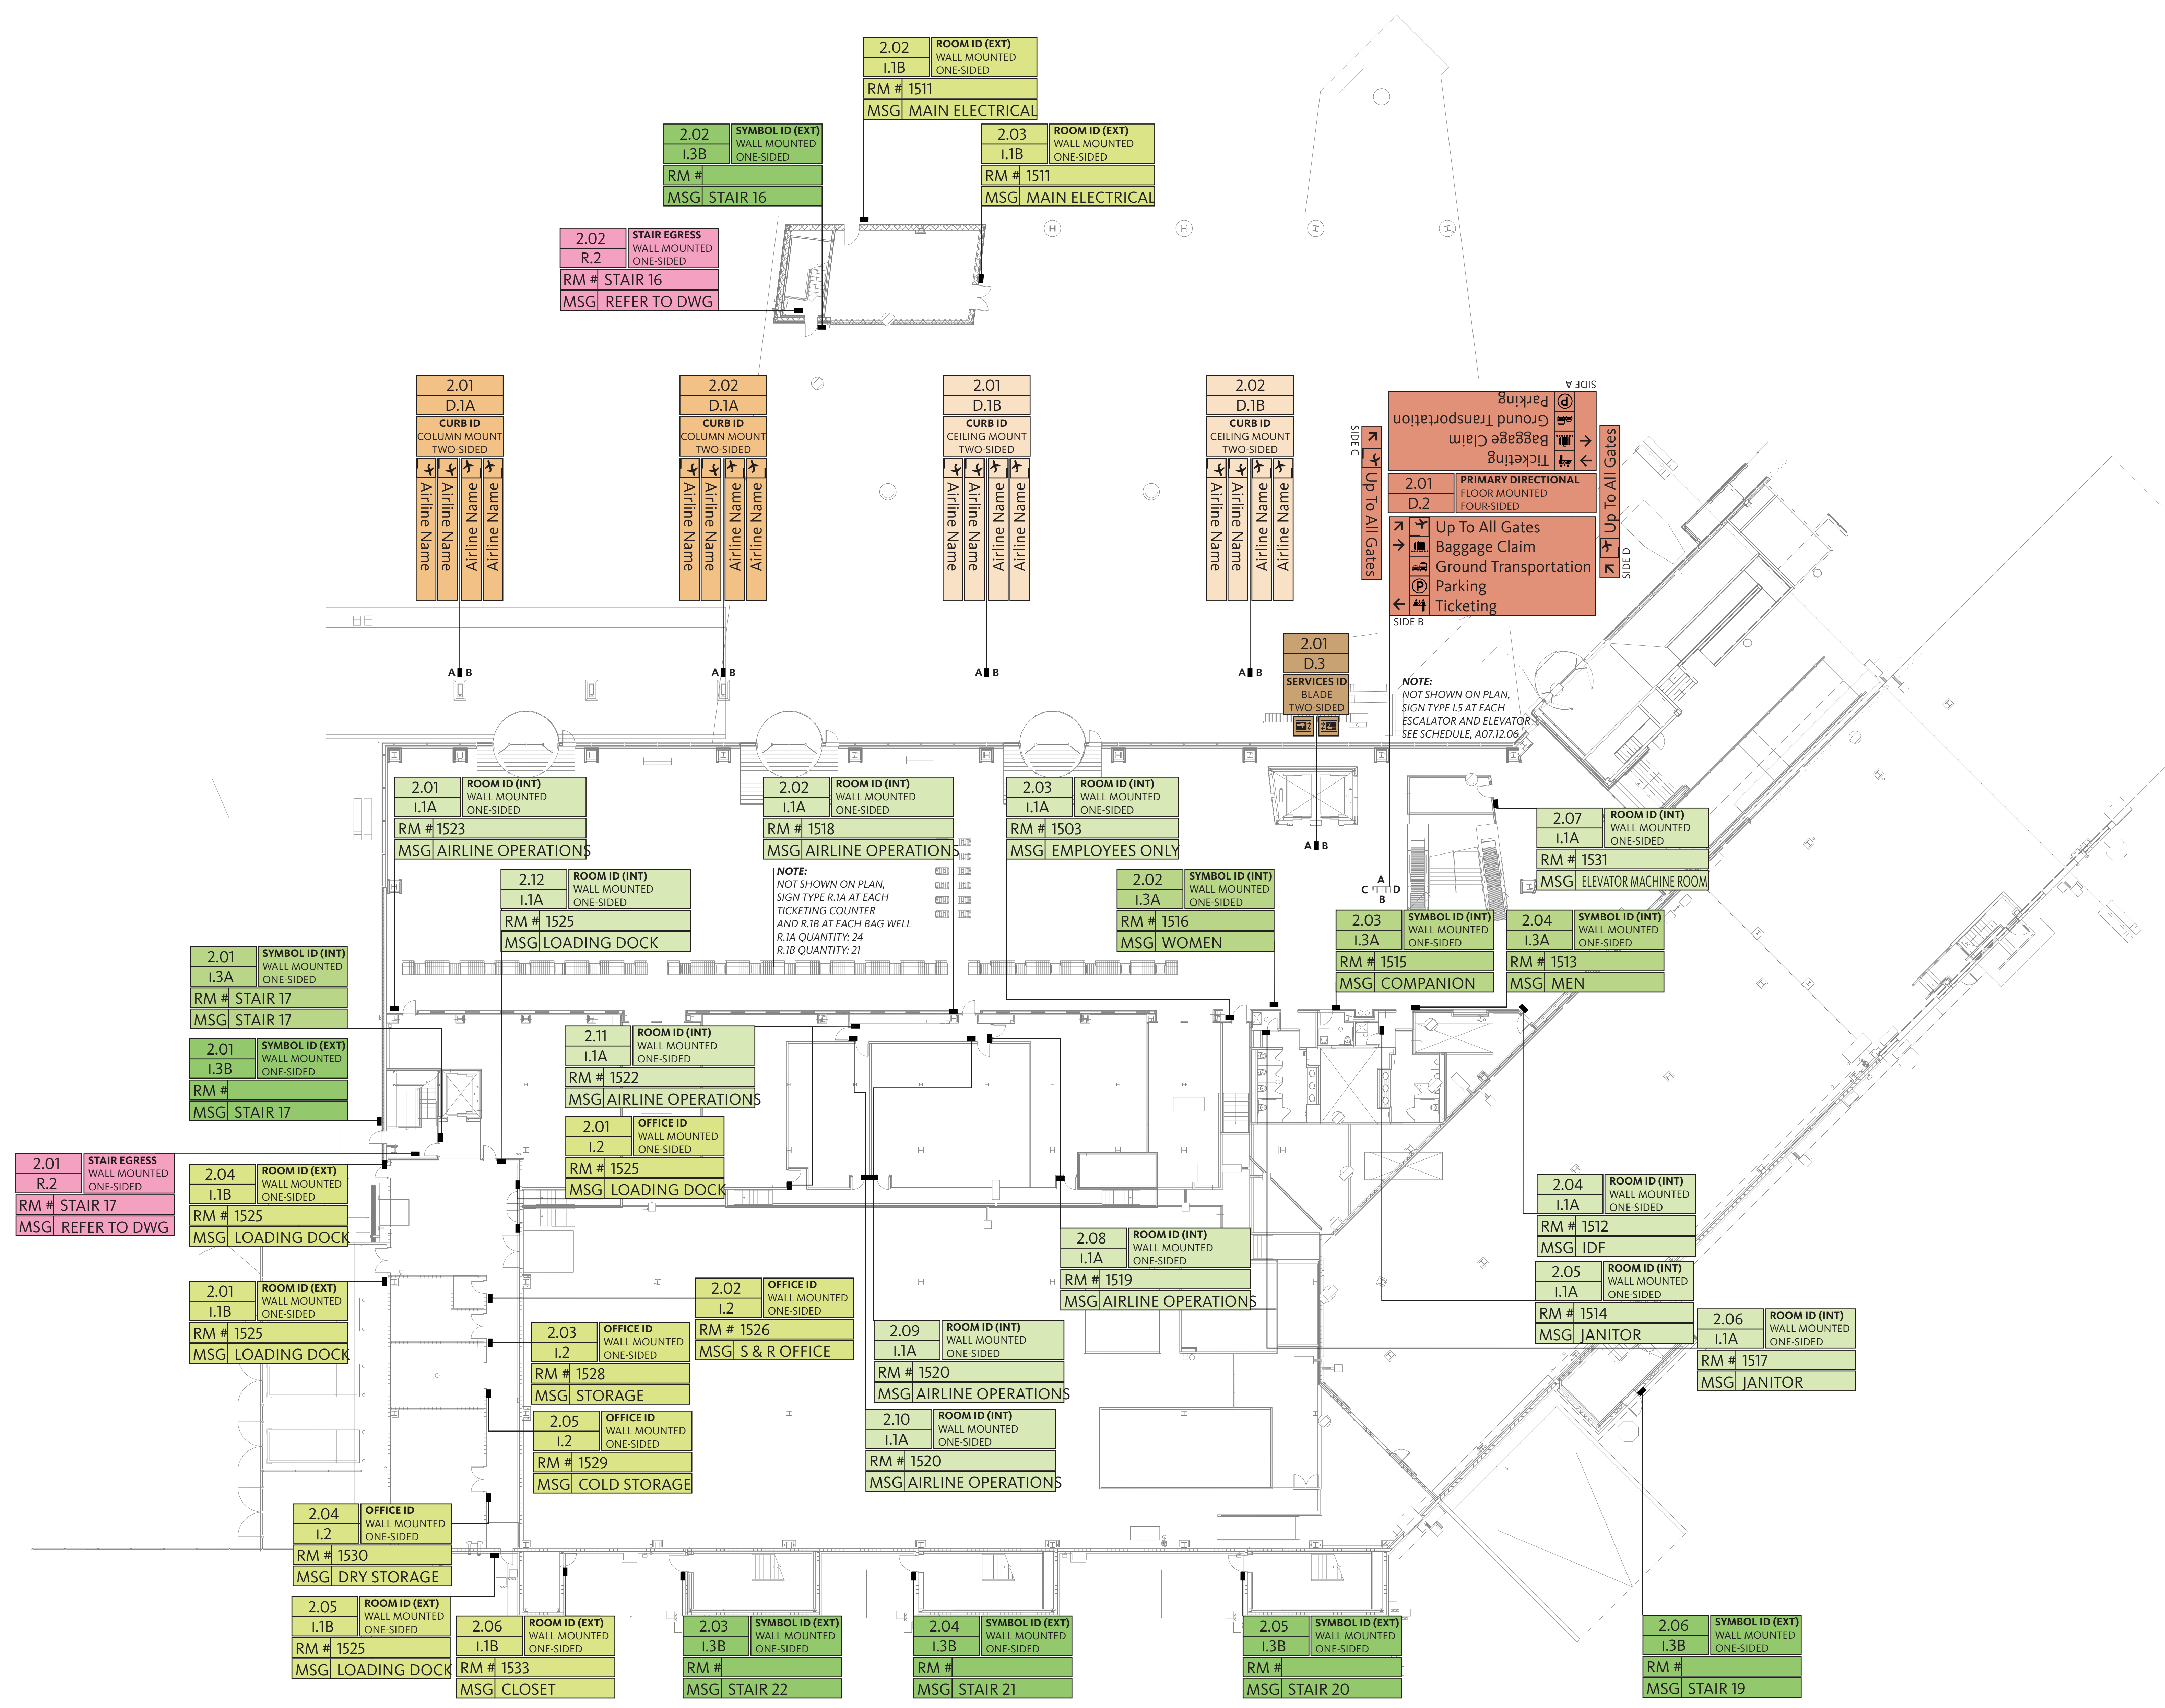 2.02
I.1B
ROOM ID (EXT)
WALL MOUNTED
ONE-SIDED
RM # 1511
MSG MAIN ELECTRICAL
2.02
I.3B
SYMBOL ID (EXT)
WALL MOUNTED
ONE-SIDED
RM #
MSG STAIR 16
2.03
I.1B
ROOM ID (EXT)
WALL MOUNTED
ONE-SIDED
RM # 1511
MSG MAIN ELECTRICAL
2.02
R.2
STAIR EGRESS
WALL MOUNTED
ONE-SIDED
RM # STAIR 16
MSG REFER TO DWG
2.01
D.1A
CURB ID
COLUMN MOUNT
TWO-SIDED
Airline Name
Airline Name
Airline Name
Airline Name
A B
2.02
D.1A
CURB ID
COLUMN MOUNT
TWO-SIDED
Airline Name
Airline Name
Airline Name
Airline Name
A B
2.01
D.1B
CURB ID
CEILING MOUNT
TWO-SIDED
Airline Name
Airline Name
Airline Name
Airline Name
A B
2.02
D.1B
CURB ID
CEILING MOUNT
TWO-SIDED
Airline Name
Airline Name
Airline Name
Airline Name
A B
SIDE A
Ticketing
Baggage Claim
Ground Transportation
P Parking
SIDE C
Up To All Gates
2.01
D.2
PRIMARY DIRECTIONAL
FLOOR MOUNTED
FOUR-SIDED
Up To All Gates
SIDE D
Up To All Gates
Baggage Claim
Ground Transportation
P Parking
Ticketing
SIDE B
2.01
D.3
SERVICES ID
BLADE
TWO-SIDED
A B
NOTE:
NOT SHOWN ON PLAN,
SIGN TYPE I.5 AT EACH
ESCALATOR AND ELEVATOR
SEE SCHEDULE, A07.12.06
2.01
I.1A
ROOM ID (INT)
WALL MOUNTED
ONE-SIDED
RM # 1523
MSG AIRLINE OPERATIONS
2.02
I.1A
ROOM ID (INT)
WALL MOUNTED
ONE-SIDED
RM # 1518
MSG AIRLINE OPERATIONS
2.03
I.1A
ROOM ID (INT)
WALL MOUNTED
ONE-SIDED
RM # 1503
MSG EMPLOYEES ONLY
2.07
I.1A
ROOM ID (INT)
WALL MOUNTED
ONE-SIDED
RM # 1531
MSG ELEVATOR MACHINE ROOM
2.12
I.1A
ROOM ID (INT)
WALL MOUNTED
ONE-SIDED
RM # 1525
MSG LOADING DOCK
NOTE:
NOT SHOWN ON PLAN,
SIGN TYPE R.1A AT EACH
TICKETING COUNTER
AND R.1B AT EACH BAG WELL
R.1A QUANTITY: 24
R.1B QUANTITY: 21
2.02
I.3A
SYMBOL ID (INT)
WALL MOUNTED
ONE-SIDED
RM # 1516
MSG WOMEN
A
C D
B
2.03
I.3A
SYMBOL ID (INT)
WALL MOUNTED
ONE-SIDED
RM # 1515
MSG COMPANION
2.04
I.3A
SYMBOL ID (INT)
WALL MOUNTED
ONE-SIDED
RM # 1513
MSG MEN
2.01
I.3A
SYMBOL ID (INT)
WALL MOUNTED
ONE-SIDED
RM # STAIR 17
MSG STAIR 17
2.01
I.3B
SYMBOL ID (EXT)
WALL MOUNTED
ONE-SIDED
RM #
MSG STAIR 17
2.11
I.1A
ROOM ID (INT)
WALL MOUNTED
ONE-SIDED
RM # 1522
MSG AIRLINE OPERATIONS
2.01
I.2
OFFICE ID
WALL MOUNTED
ONE-SIDED
RM # 1525
MSG LOADING DOCK
2.01
R.2
STAIR EGRESS
WALL MOUNTED
ONE-SIDED
RM # STAIR 17
MSG REFER TO DWG
2.04
I.1B
ROOM ID (EXT)
WALL MOUNTED
ONE-SIDED
RM # 1525
MSG LOADING DOCK
2.04
I.1A
ROOM ID (INT)
WALL MOUNTED
ONE-SIDED
RM # 1512
MSG IDF
2.08
I.1A
ROOM ID (INT)
WALL MOUNTED
ONE-SIDED
RM # 1519
MSG AIRLINE OPERATIONS
2.05
I.1A
ROOM ID (INT)
WALL MOUNTED
ONE-SIDED
RM # 1514
MSG JANITOR
2.01
I.1B
ROOM ID (EXT)
WALL MOUNTED
ONE-SIDED
RM # 1525
MSG LOADING DOCK
2.02
I.2
OFFICE ID
WALL MOUNTED
ONE-SIDED
RM # 1526
MSG S & R OFFICE
2.06
I.1A
ROOM ID (INT)
WALL MOUNTED
ONE-SIDED
RM # 1517
MSG JANITOR
2.03
I.2
OFFICE ID
WALL MOUNTED
ONE-SIDED
RM # 1528
MSG STORAGE
2.09
I.1A
ROOM ID (INT)
WALL MOUNTED
ONE-SIDED
RM # 1520
MSG AIRLINE OPERATIONS
2.05
I.2
OFFICE ID
WALL MOUNTED
ONE-SIDED
RM # 1529
MSG COLD STORAGE
2.10
I.1A
ROOM ID (INT)
WALL MOUNTED
ONE-SIDED
RM # 1520
MSG AIRLINE OPERATIONS
2.04
I.2
OFFICE ID
WALL MOUNTED
ONE-SIDED
RM # 1530
MSG DRY STORAGE
2.05
I.1B
ROOM ID (EXT)
WALL MOUNTED
ONE-SIDED
RM # 1525
MSG LOADING DOCK
2.06
I.1B
ROOM ID (EXT)
WALL MOUNTED
ONE-SIDED
RM # 1533
MSG CLOSET
2.03
I.3B
SYMBOL ID (EXT)
WALL MOUNTED
ONE-SIDED
RM #
MSG STAIR 22
2.04
I.3B
SYMBOL ID (EXT)
WALL MOUNTED
ONE-SIDED
RM #
MSG STAIR 21
2.05
I.3B
SYMBOL ID (EXT)
WALL MOUNTED
ONE-SIDED
RM #
MSG STAIR 20
2.06
I.3B
SYMBOL ID (EXT)
WALL MOUNTED
ONE-SIDED
RM #
MSG STAIR 19